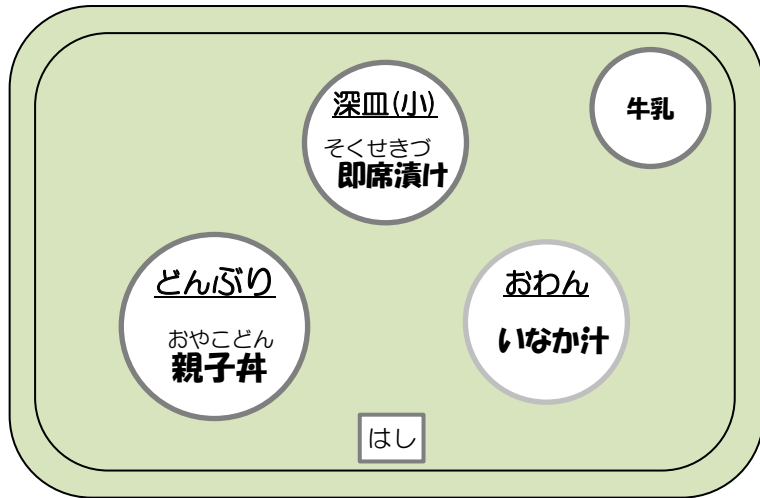 深皿(小)
そくせきづ
即席漬け
牛乳
どんぶり
おやこどん
親子丼
おわん
いなか汁
はし